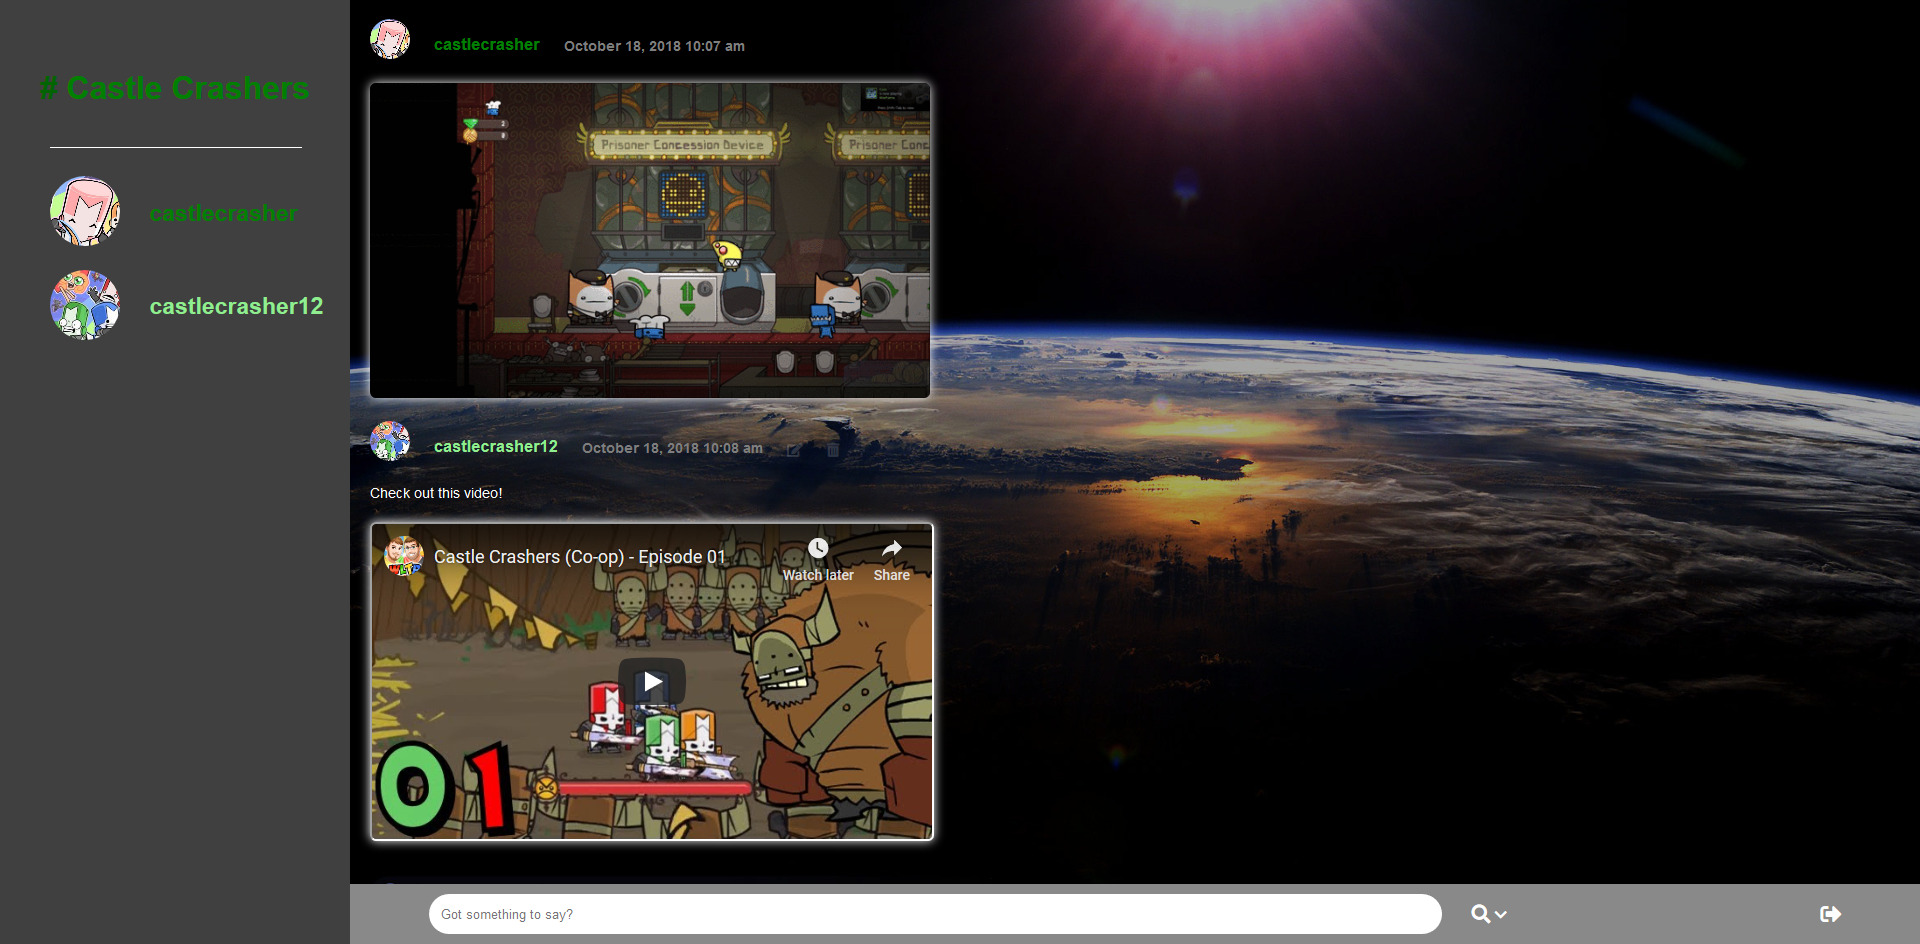 # Castle Crashers
castlecrasher
castlecrasher12
castlecrasher October 18, 2018 10:07 am
Prisoner Concession Device
Prisoner Conc
castlecrasher12 October 18, 2018 10:08 am
Check out this video!
Castle Crashers (Co-op) - Episode 01
Watch later Share
01
Got something to say?